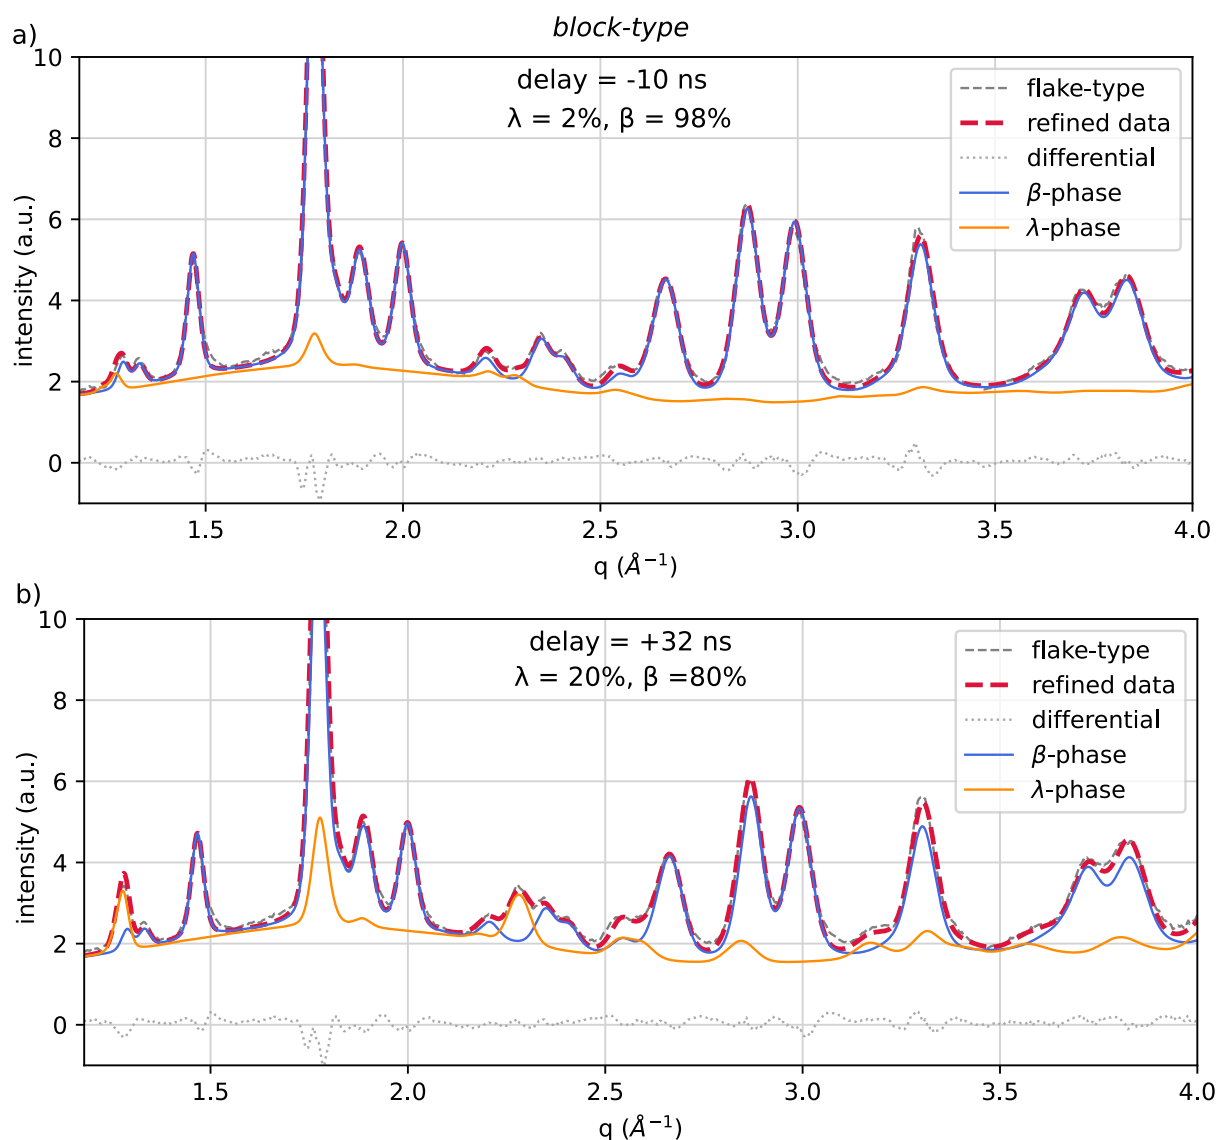 a)
block-type
delay = -10 ns
λ = 2%, β = 98%
flake-type
refined data
differential
β-phase
λ-phase
intensity (a.u.)
10
8
6
4
2
0
1.5 2.0 2.5 3.0 3.5 4.0
q (Å⁻¹)
b)
delay = +32 ns
λ = 20%, β =80%
flake-type
refined data
differential
β-phase
λ-phase
intensity (a.u.)
10
8
6
4
2
0
1.5 2.0 2.5 3.0 3.5 4.0
q (Å⁻¹)